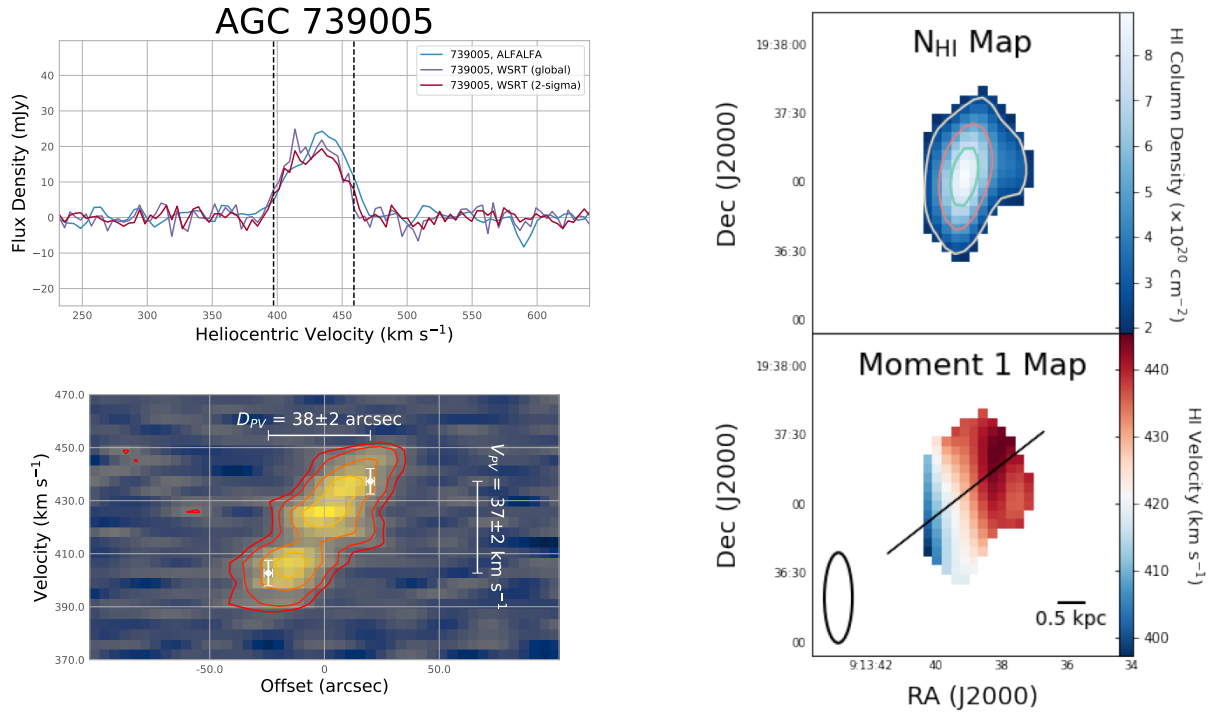 AGC 739005
739005, ALFALFA
739005, WSRT (global)
739005, WSRT (2-sigma)
Flux Density (mJy)
50
40
30
20
10
0
−10
−20
250
300
350
400
450
500
550
600
Heliocentric Velocity (km s⁻¹)
470.0
450.0
430.0
410.0
390.0
370.0
Velocity (km s⁻¹)
D_PV = 38±2 arcsec
V_PV = 37±2 km s⁻¹
-50.0
0
50.0
Offset (arcsec)
N_HI Map
19:38:00
37:30
00
36:30
00
Dec (J2000)
8
7
6
5
4
3
2
HI Column Density (×10²⁰ cm⁻²)
Moment 1 Map
19:38:00
37:30
00
36:30
00
Dec (J2000)
0.5 kpc
440
430
420
410
400
HI Velocity (km s⁻¹)
9:13:42
40
38
36
34
RA (J2000)